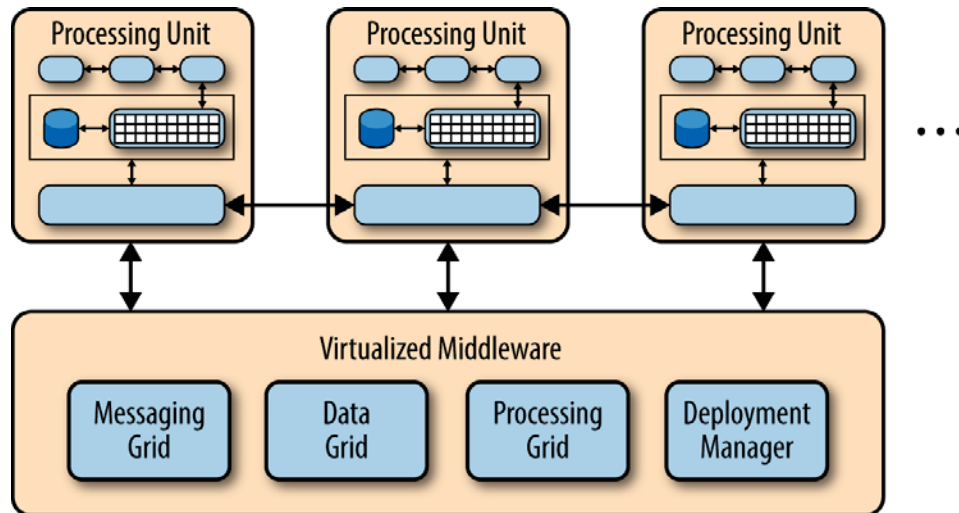 Processing Unit
Processing Unit
Processing Unit
...
Virtualized Middleware
Messaging
Grid
Data
Grid
Processing
Grid
Deployment
Manager